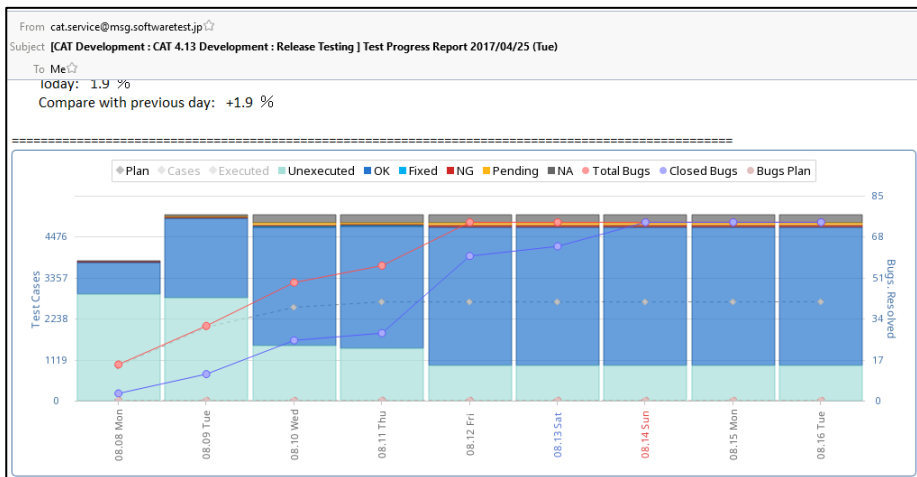 From cat.service@msg.softwaretest.jp
Subject [CAT Development : CAT 4.13 Development : Release Testing ] Test Progress Report 2017/04/25 (Tue)
To Me
Today: 1.9 %
Compare with previous day: +1.9 %
====================================================================================================
Plan Cases Executed Unexecuted OK Fixed NG Pending NA Total Bugs Closed Bugs Bugs Plan
Test Cases
4476
3357
2238
1119
0
85
68
51
34
17
0
Bugs, Resolved
08.08 Mon
08.09 Tue
08.10 Wed
08.11 Thu
08.12 Fri
08.13 Sat
08.14 Sun
08.15 Mon
08.16 Tue